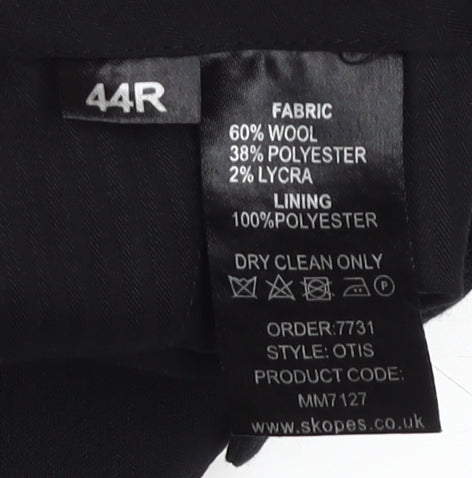 44R
FABRIC
60% WOOL
38% POLYESTER
2% LYCRA
LINING
100%POLYESTER
DRY CLEAN ONLY
P
ORDER:7731
STYLE: OTIS
PRODUCT CODE:
MM7127
www.skopes.co.uk